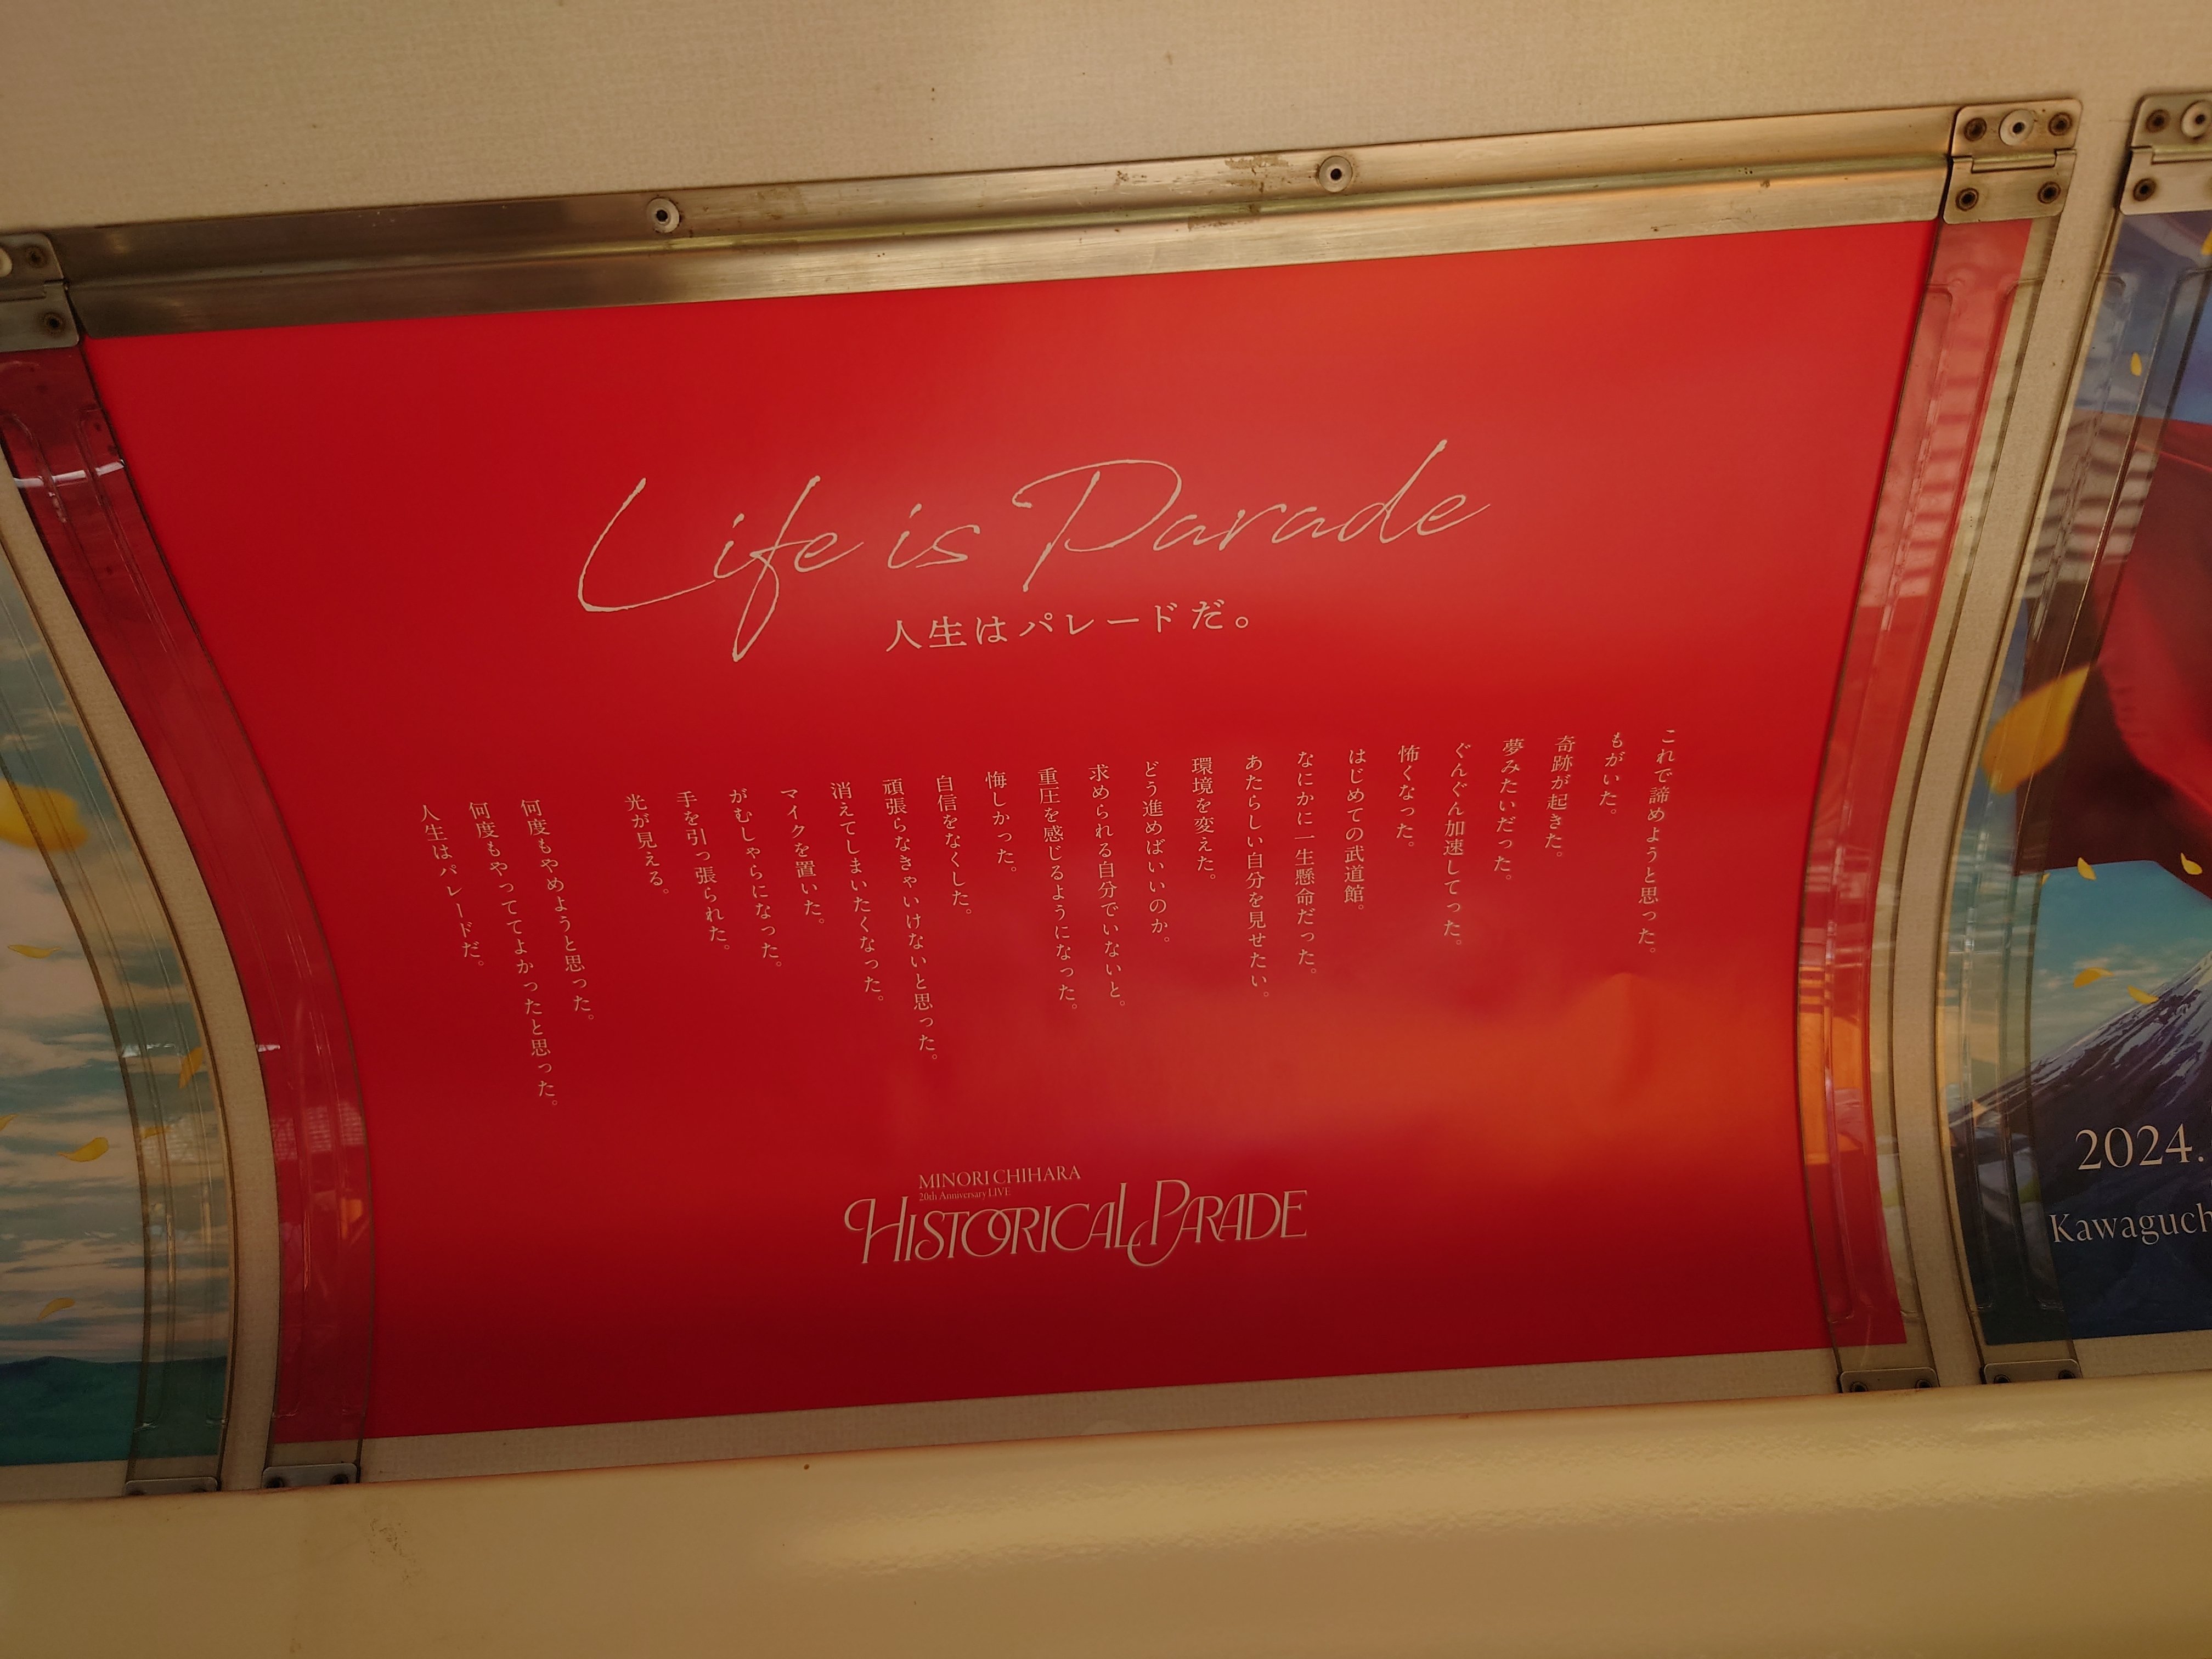 Life is Parade
人生はパレードだ。
これで諦めようと思った。
もがいた。
奇跡が起きた。
夢みたいだった。
ぐんぐん加速してった。
怖くなった。
はじめての武道館。
なにかに一生懸命だった。
あたらしい自分を見せたい。
環境を変えた。
どう進めばいいのか。
求められる自分でいないと。
重圧を感じるようになった。
悔しかった。
自信をなくした。
頑張らなきゃいけないと思った。
消えてしまいたくなった。
マイクを置いた。
がむしゃらになった。
手を引っ張られた。
光が見える。
何度もやめようと思った。
何度もやっててよかったと思った。
人生はパレードだ。
MINORI CHIHARA
20th Anniversary LIVE
HISTORICAL PARADE
2024.
Kawaguch